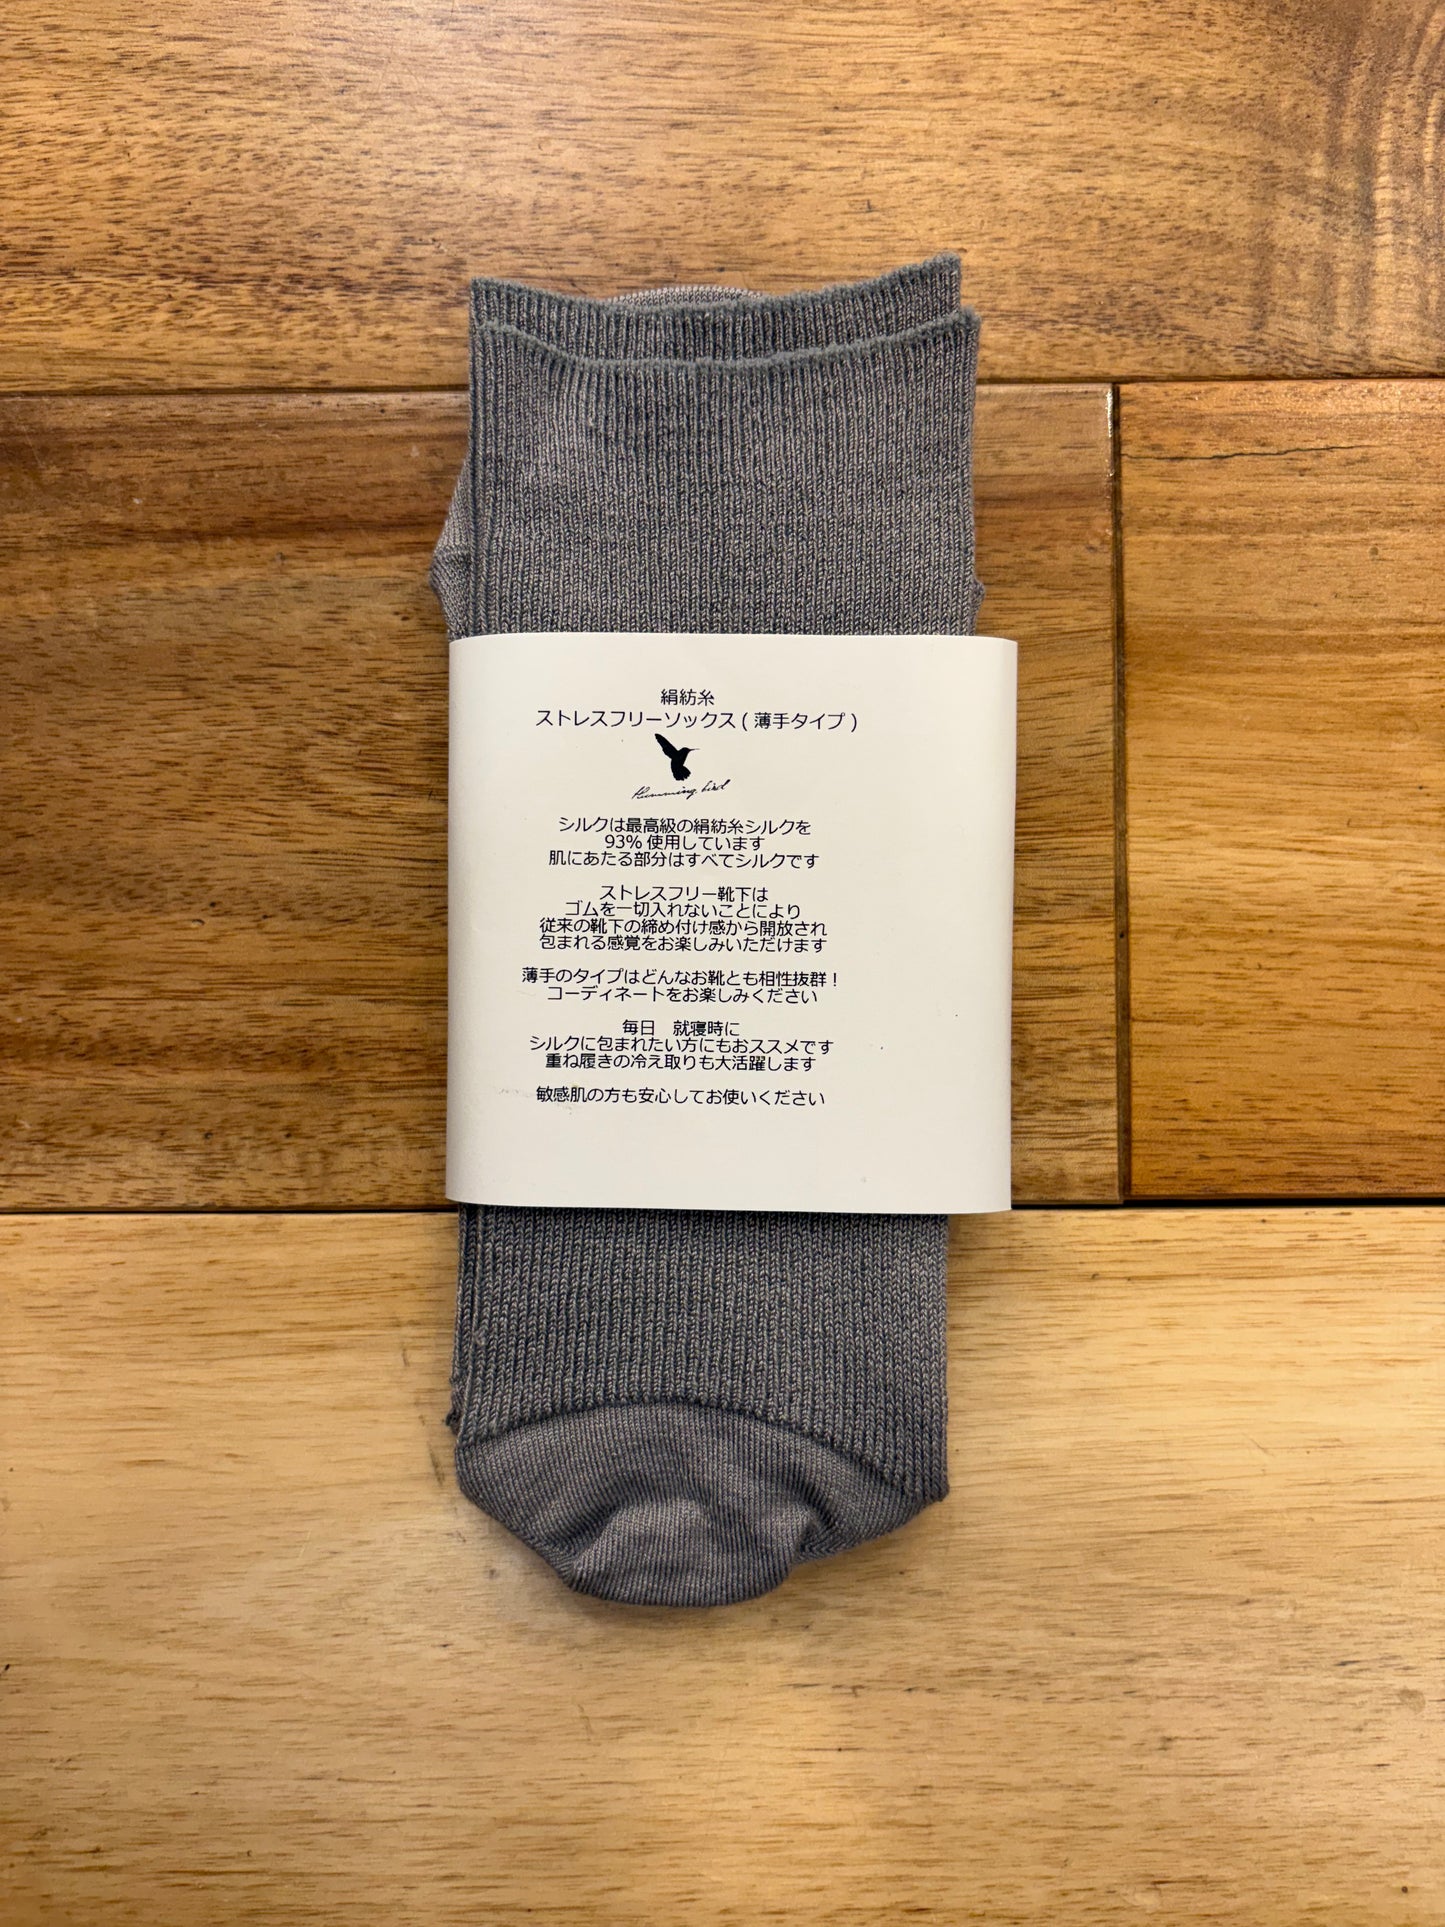 絹紡糸
ストレスフリーソックス ( 薄手タイプ )
Humming bird
シルクは最高級の絹紡糸シルクを
93% 使用しています
肌にあたる部分はすべてシルクです
ストレスフリー靴下は
ゴムを一切入れないことにより
従来の靴下の締め付け感から開放され
包まれる感覚をお楽しみいただけます
薄手のタイプはどんなお靴とも相性抜群！
コーディネートをお楽しみください
毎日　就寝時に
シルクに包まれたい方にもおススメです
重ね履きの冷え取りも大活躍します
敏感肌の方も安心してお使いください